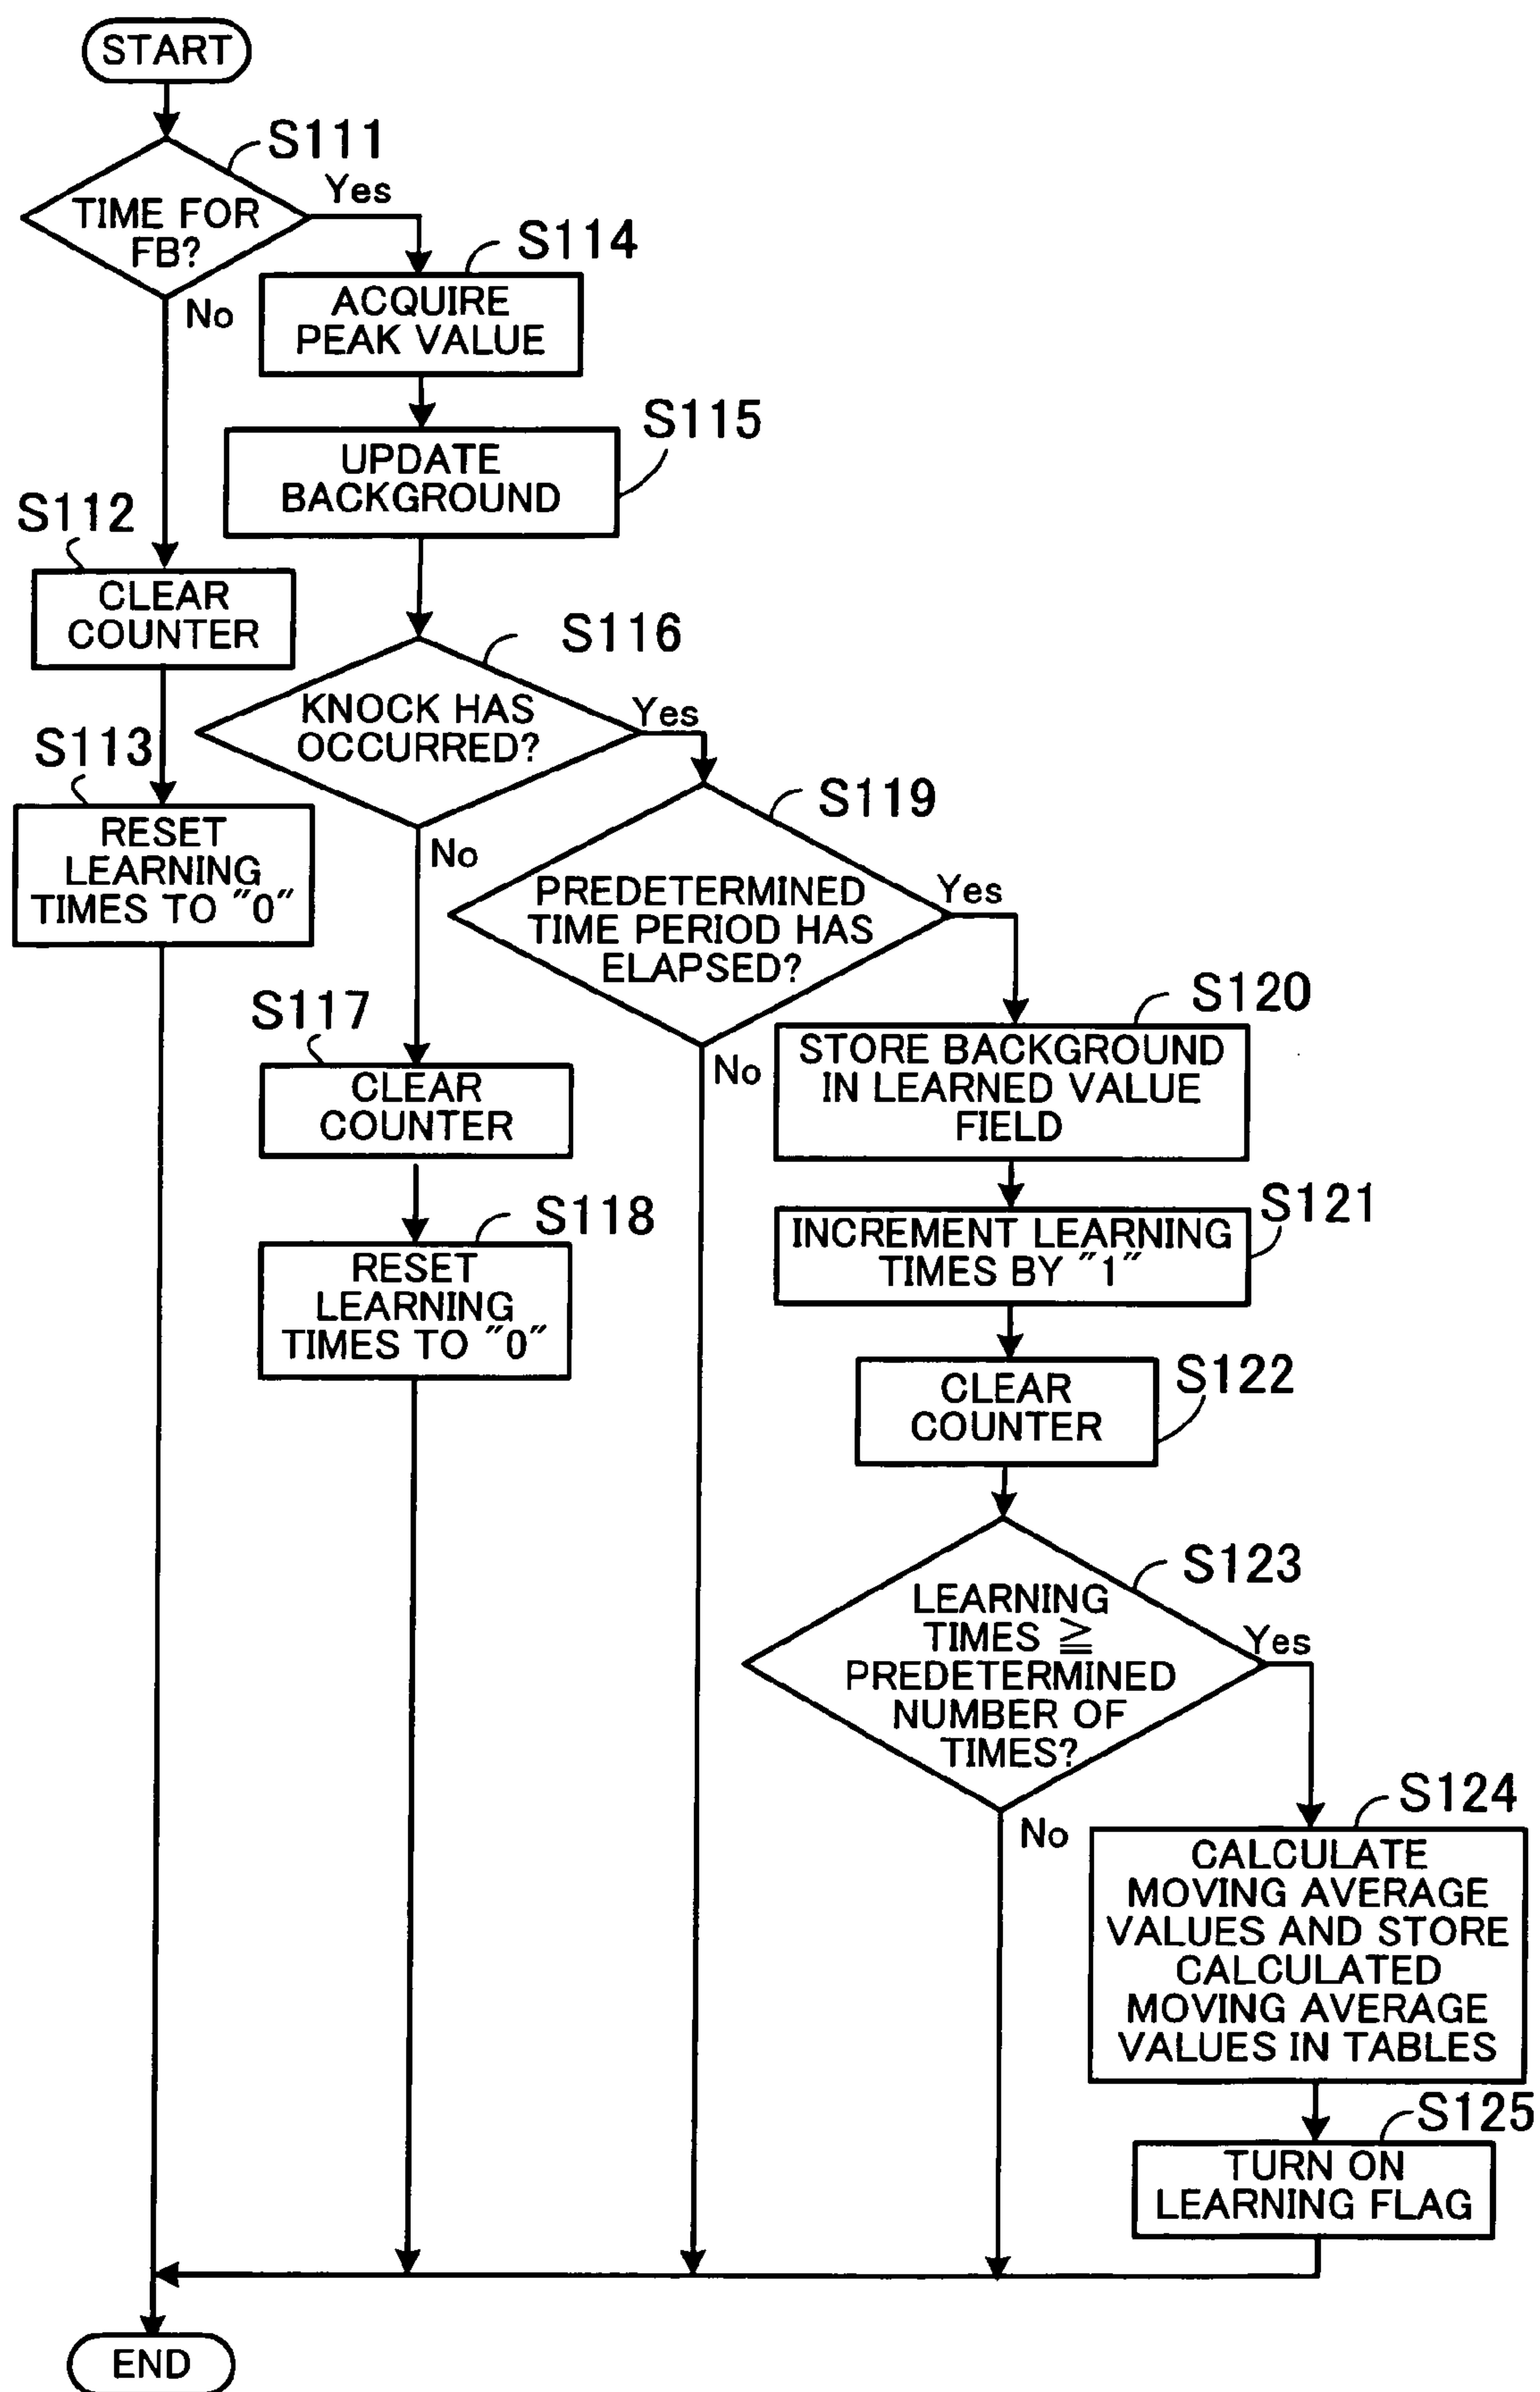 START
S111
TIME FOR
FB?
Yes
No
S114
ACQUIRE
PEAK VALUE
S115
UPDATE
BACKGROUND
S112
CLEAR
COUNTER
S113
RESET
LEARNING
TIMES TO "0"
S116
KNOCK HAS
OCCURRED?
Yes
No
S117
CLEAR
COUNTER
S118
RESET
LEARNING
TIMES TO "0"
S119
PREDETERMINED
TIME PERIOD HAS
ELAPSED?
Yes
No
S120
STORE BACKGROUND
IN LEARNED VALUE
FIELD
S121
INCREMENT LEARNING
TIMES BY "1"
S122
CLEAR
COUNTER
S123
LEARNING
TIMES ≧
PREDETERMINED
NUMBER OF
TIMES?
Yes
No
S124
CALCULATE
MOVING AVERAGE
VALUES AND STORE
CALCULATED
MOVING AVERAGE
VALUES IN TABLES
S125
TURN ON
LEARNING FLAG
END